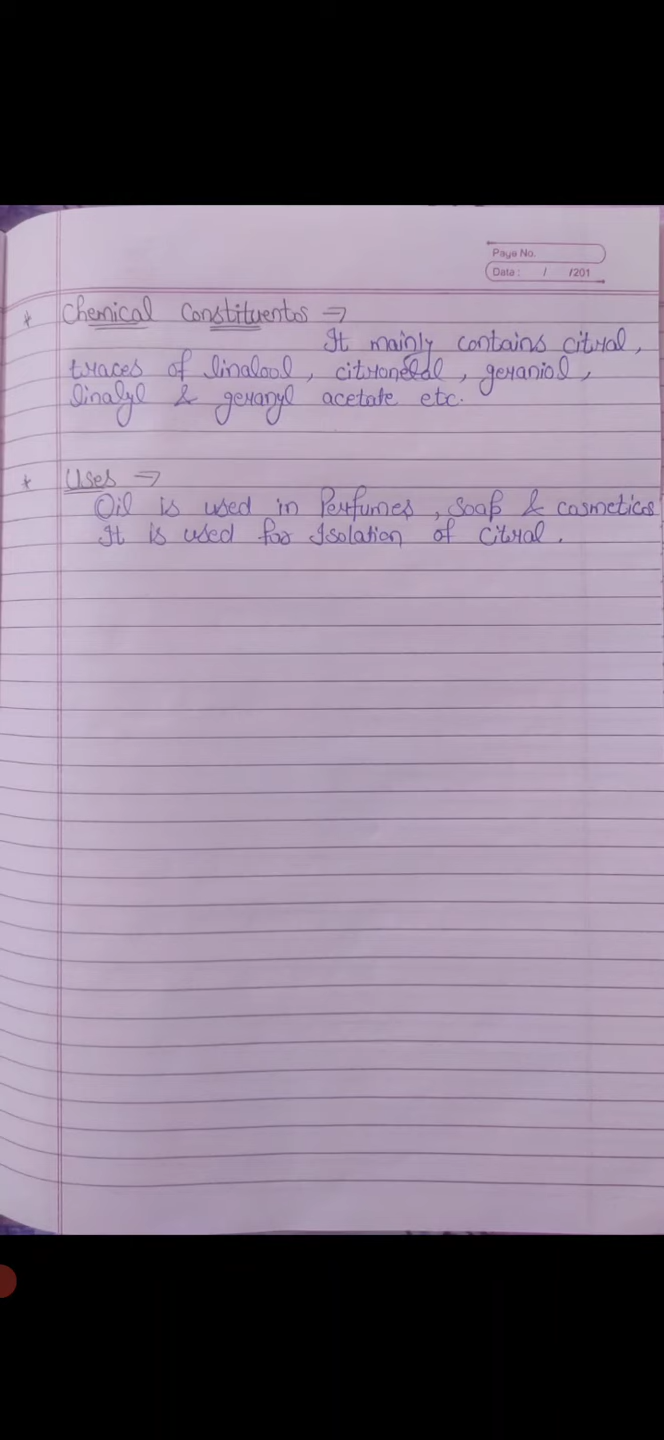 Page No.
Date : / /201
* Chemical Constituents →
It mainly contains citral,
traces of linalool, citronellal, geraniol,
linalyl & geranyl acetate etc.
* Uses →
Oil is used in Perfumes, Soap & cosmetics
It is used for Isolation of Citral.